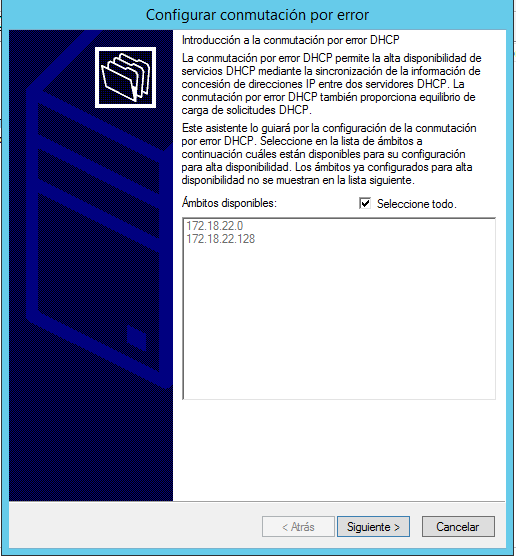 Configurar conmutación por error
Introducción a la conmutación por error DHCP
La conmutación por error DHCP permite la alta disponibilidad de
servicios DHCP mediante la sincronización de la información de
concesión de direcciones IP entre dos servidores DHCP. La
conmutación por error DHCP también proporciona equilibrio de
carga de solicitudes DHCP.
Este asistente lo guiará por la configuración de la conmutación
por error DHCP. Seleccione en la lista de ámbitos a
continuación cuáles están disponibles para su configuración
para alta disponibilidad. Los ámbitos ya configurados para alta
disponibilidad no se muestran en la lista siguiente.
Ámbitos disponibles: Seleccione todo.
172.18.22.0
172.18.22.128
< Atrás Siguiente > Cancelar